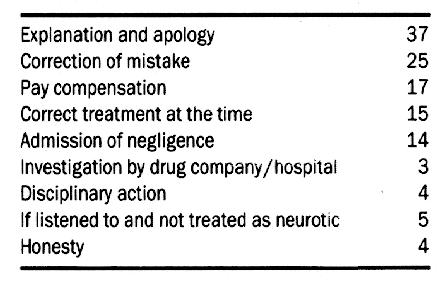 Explanation and apology 37
Correction of mistake 25
Pay compensation 17
Correct treatment at the time 15
Admission of negligence 14
Investigation by drug company/hospital 3
Disciplinary action 4
If listened to and not treated as neurotic 5
Honesty 4